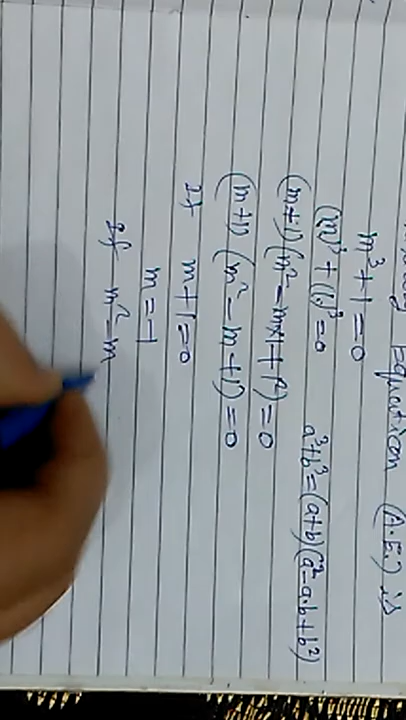 Equation (A.E.) is
m³+1=0
(m)³+(1)³=0 a³+b³=(a+b)(a²-a.b+b²)
(m+1)(m²-m×1+1²)=0
(m+1)(m²-m+1)=0
If m+1=0
m=-1
If m²-m